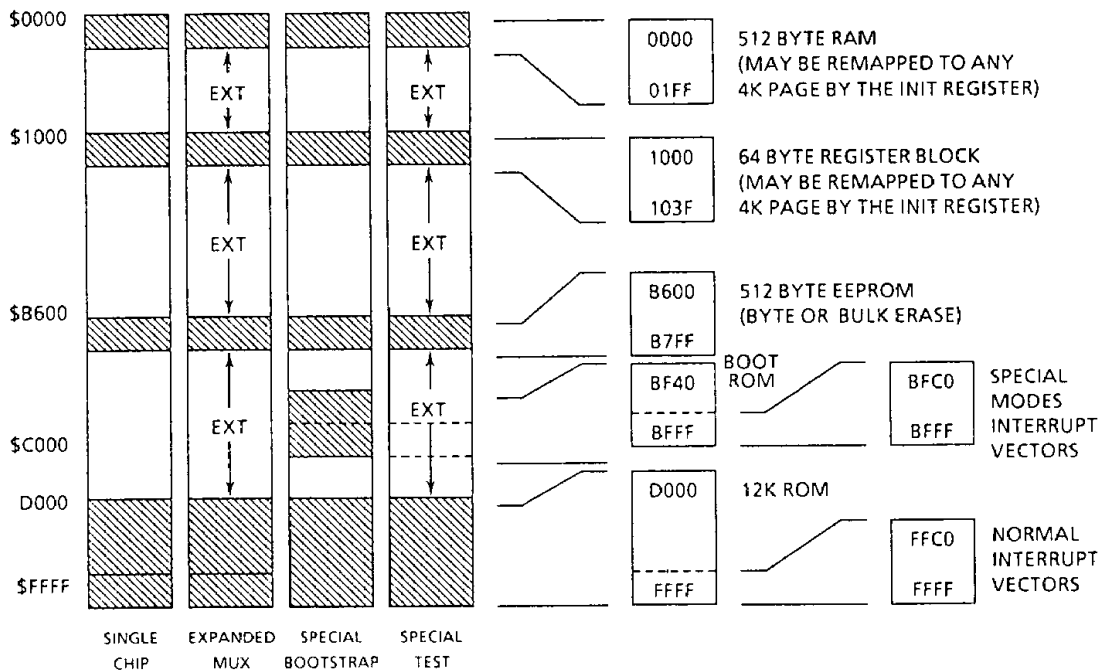 $0000
$1000
$B600
$C000
D000
$FFFF
EXT
EXT
EXT
EXT
EXT
EXT
SINGLE
CHIP
EXPANDED
MUX
SPECIAL
BOOTSTRAP
SPECIAL
TEST
0000
01FF
512 BYTE RAM
(MAY BE REMAPPED TO ANY
4K PAGE BY THE INIT REGISTER)
1000
103F
64 BYTE REGISTER BLOCK
(MAY BE REMAPPED TO ANY
4K PAGE BY THE INIT REGISTER)
B600
B7FF
512 BYTE EEPROM
(BYTE OR BULK ERASE)
BOOT
ROM
BF40
BFFF
BFC0
BFFF
SPECIAL
MODES
INTERRUPT
VECTORS
D000
FFFF
12K ROM
FFC0
FFFF
NORMAL
INTERRUPT
VECTORS